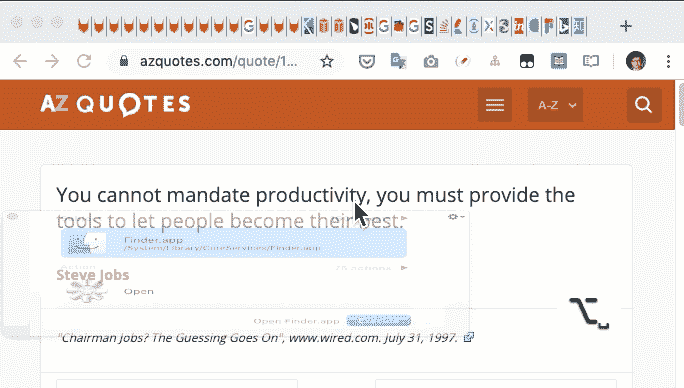 azquotes.com/quote/1...
AZ QUOTES
A-Z
You cannot mandate productivity, you must provide the
tools to let people become their best.
Finder.app
/System/Library/CoreServices/Finder.app
Steve Jobs
Open
Open Finder.app
"Chairman Jobs? The Guessing Goes On", www.wired.com. July 31, 1997.